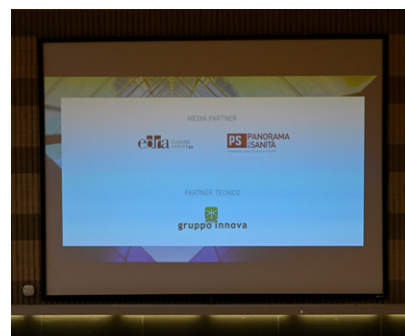 MEDIA PARTNER
edra
PS PANORAMA
SANITÀ
PARTNER TECNICO
gruppo innova